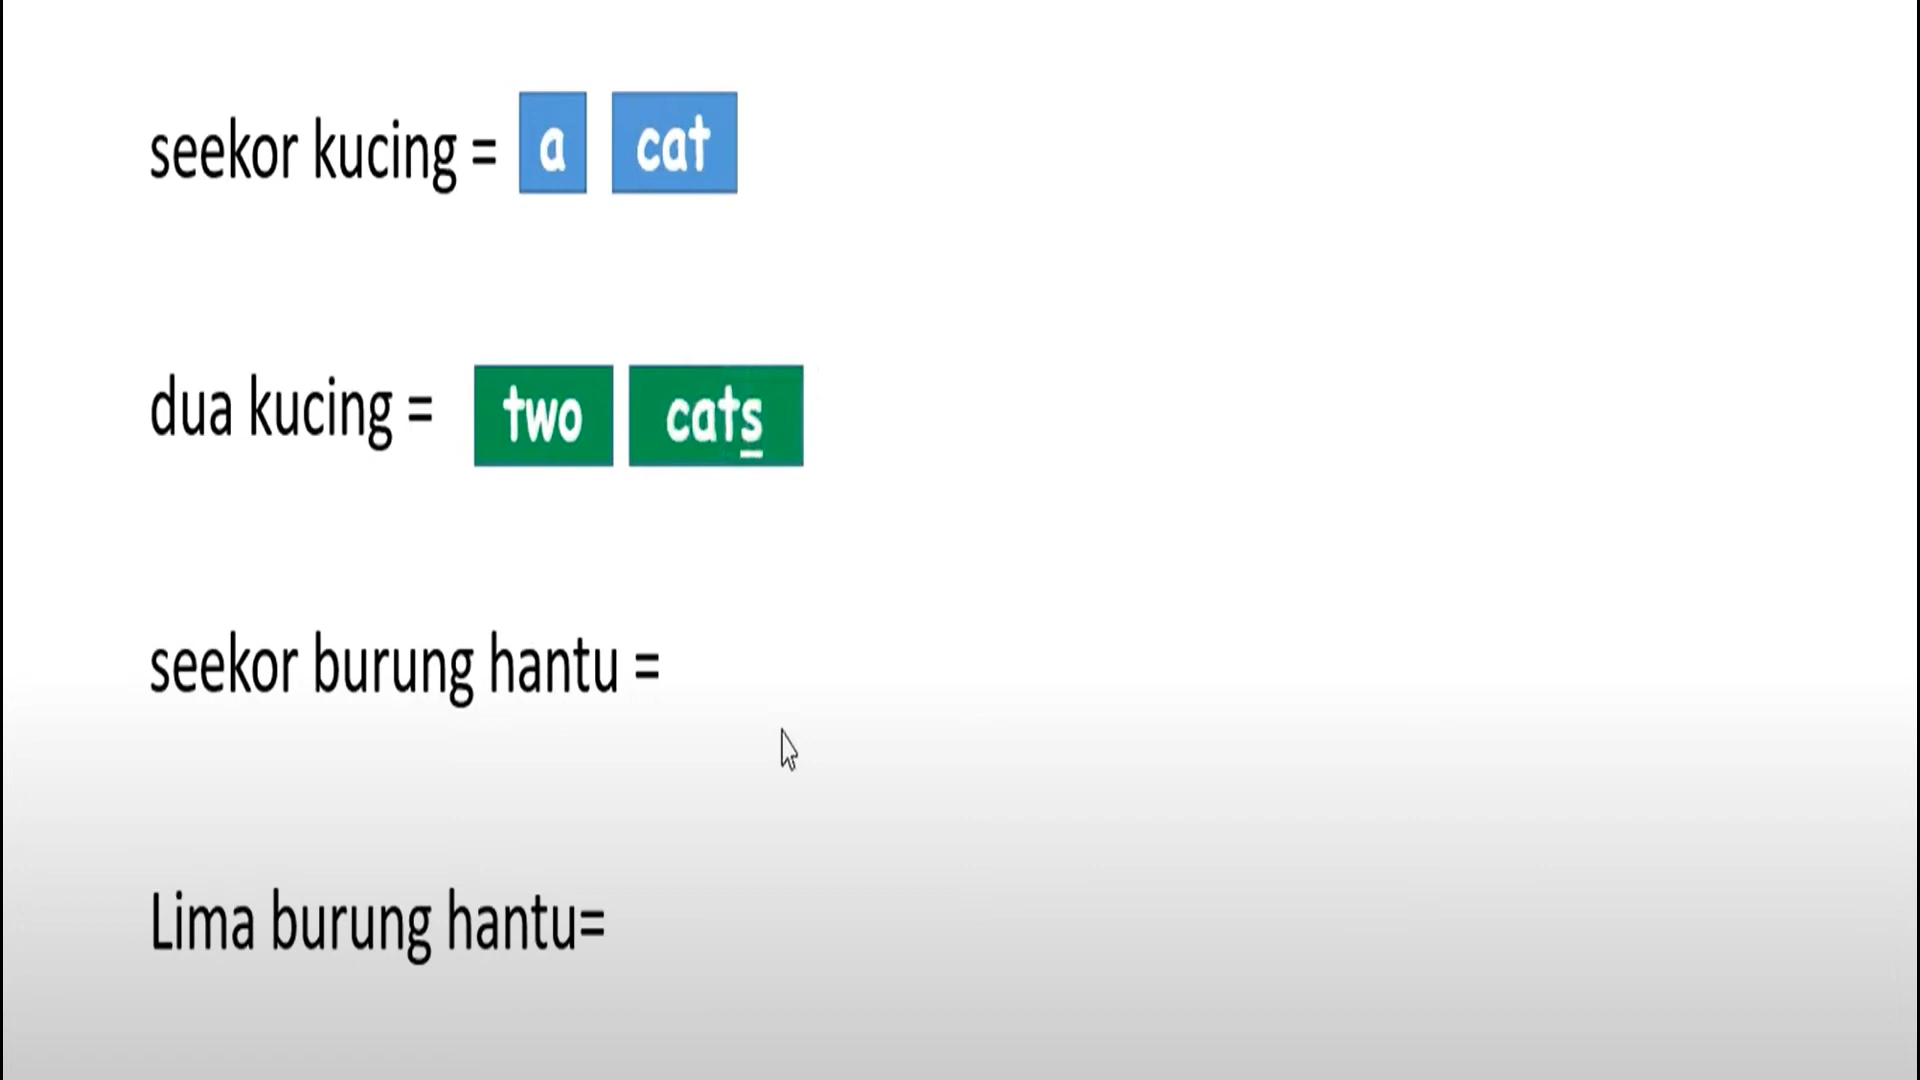 seekor kucing = a cat
dua kucing = two cats
seekor burung hantu =
Lima burung hantu=